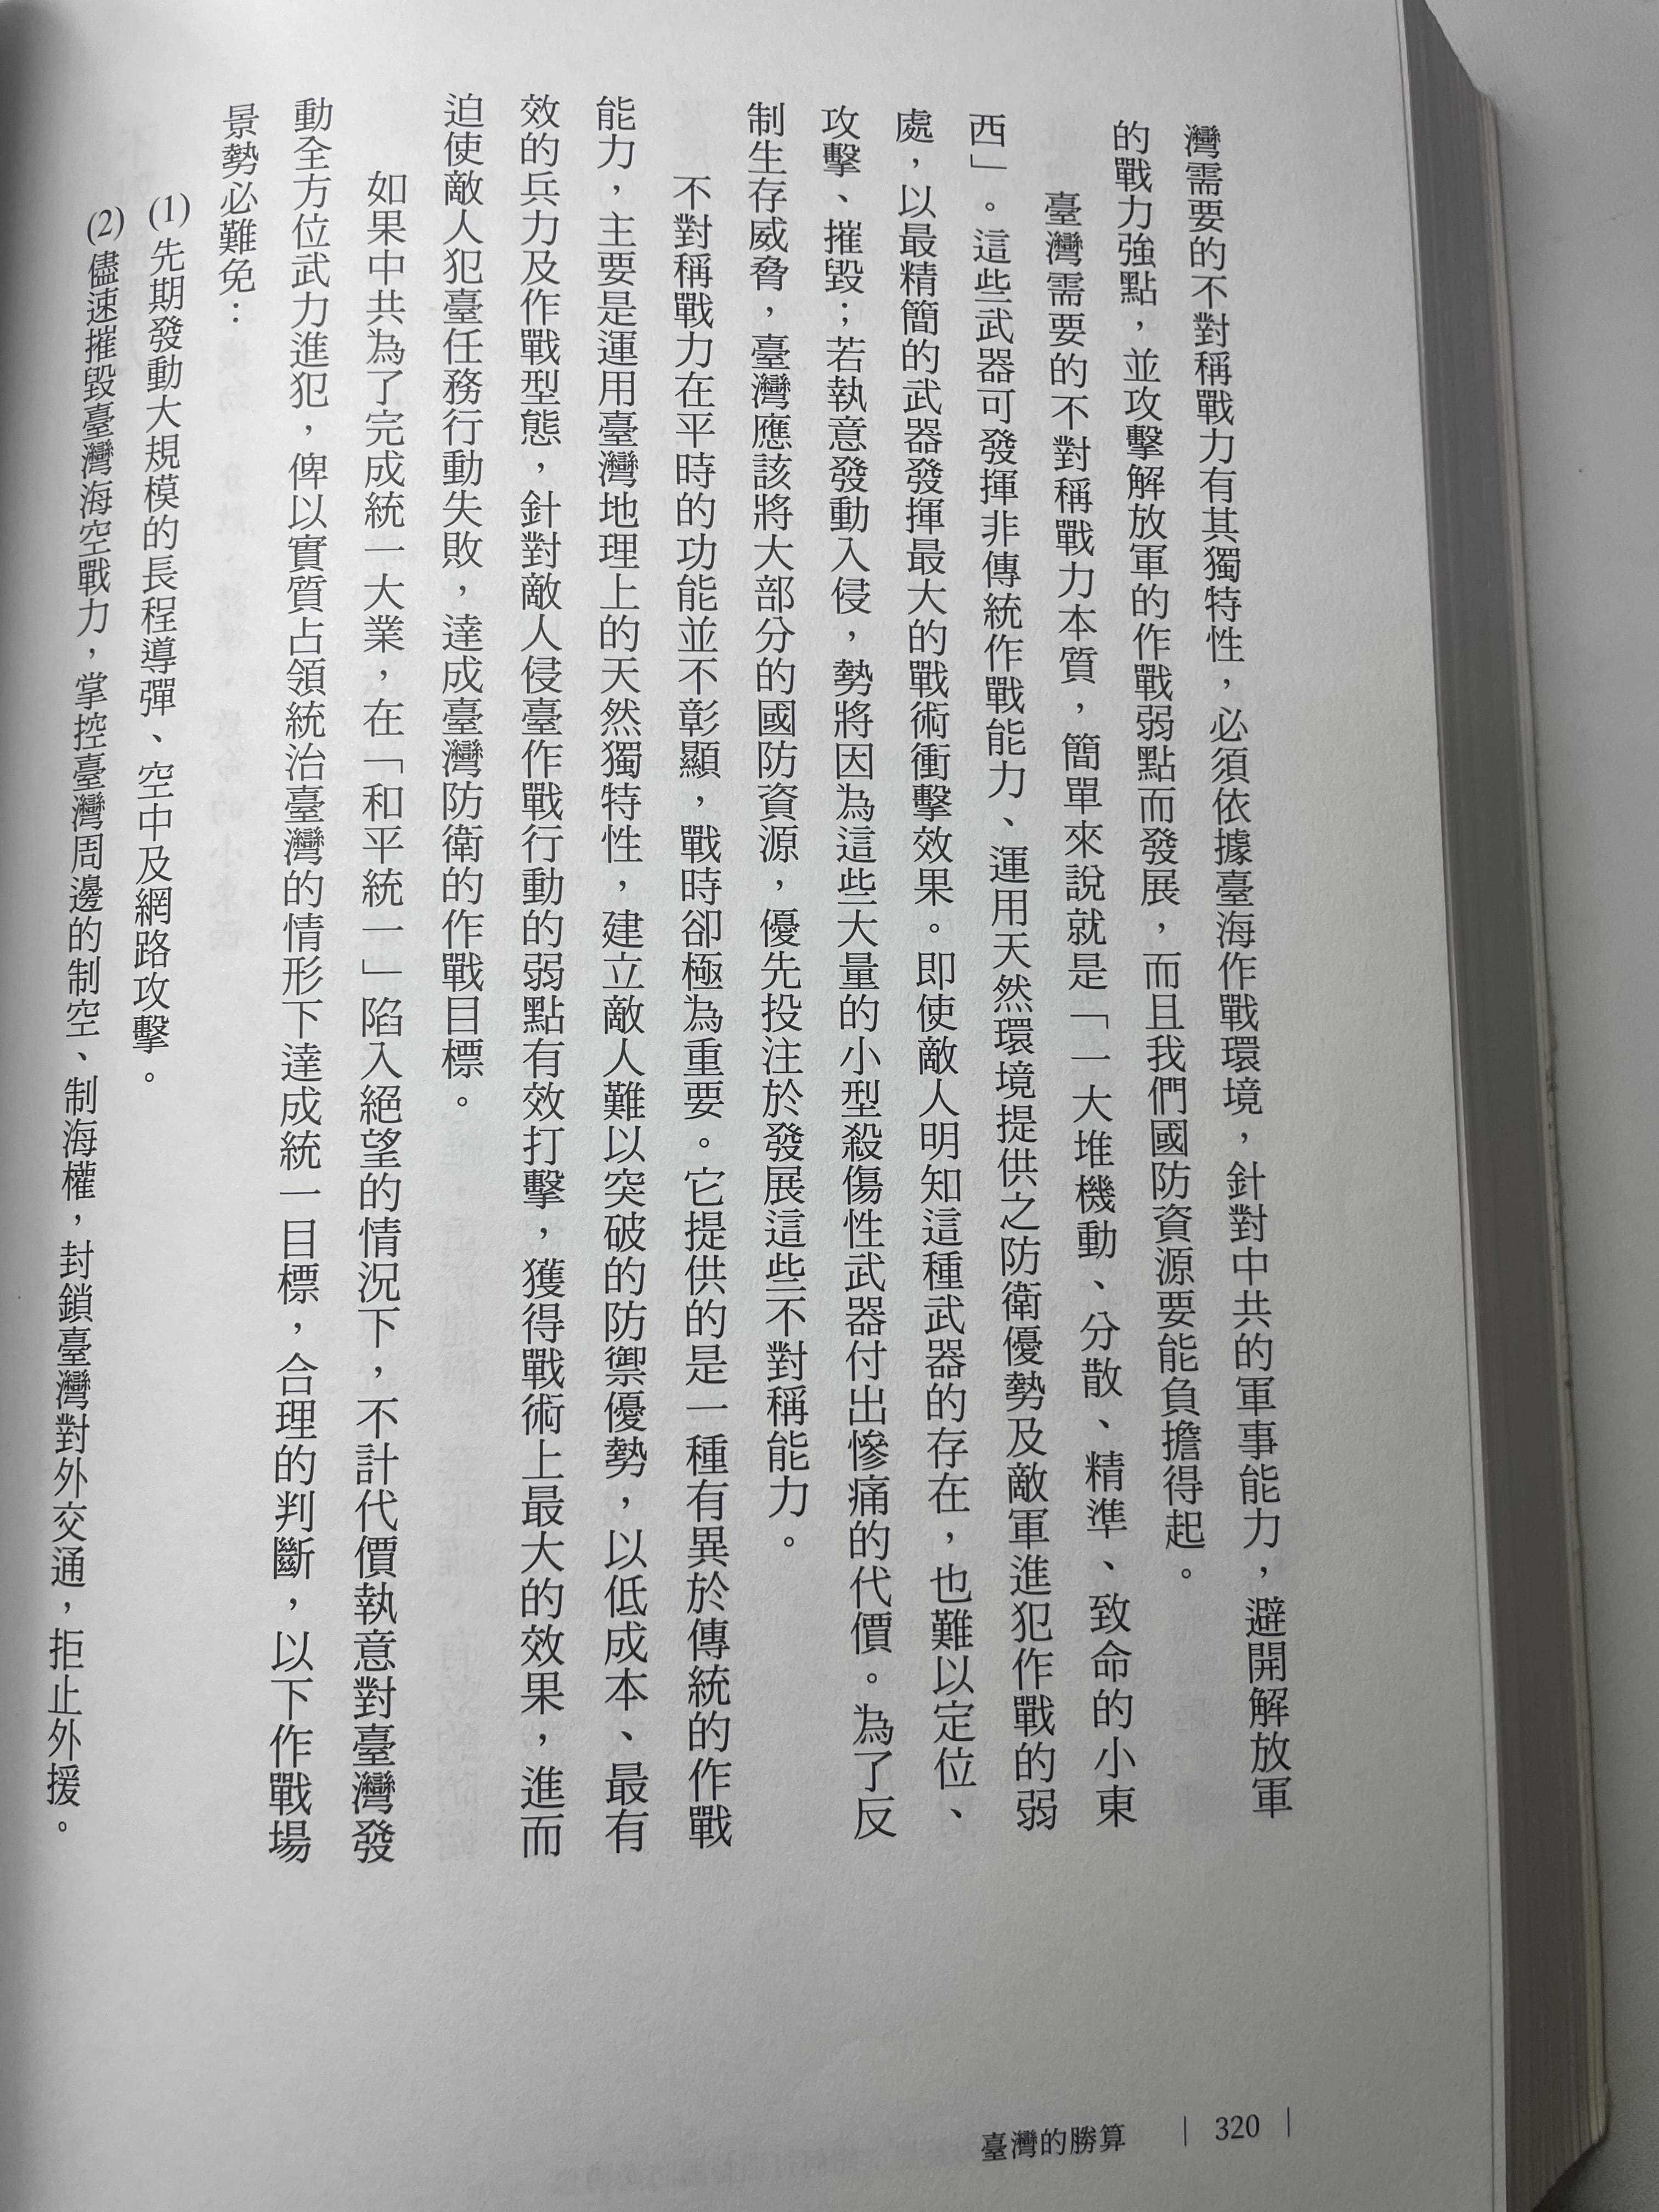 灣需要的不對稱戰力有其獨特性，必須依據臺海作戰環境，針對中共的軍事能力，避開解放軍
的戰力強點，並攻擊解放軍的作戰弱點而發展，而且我們國防資源要能負擔得起。
臺灣需要的不對稱戰力本質，簡單來說就是「一大堆機動、分散、精準、致命的小東
西」。這些武器可發揮非傳統作戰能力、運用天然環境提供之防衛優勢及敵軍進犯作戰的弱
處，以最精簡的武器發揮最大的戰術衝擊效果。即使敵人明知這種武器的存在，也難以定位、
攻擊、摧毀；若執意發動入侵，勢將因為這些大量的小型殺傷性武器付出慘痛的代價。為了反
制生存威脅，臺灣應該將大部分的國防資源，優先投注於發展這些不對稱能力。
不對稱戰力在平時的功能並不彰顯，戰時卻極為重要。它提供的是一種有異於傳統的作戰
能力，主要是運用臺灣地理上的天然獨特性，建立敵人難以突破的防禦優勢，以低成本、最有
效的兵力及作戰型態，針對敵人侵臺作戰行動的弱點有效打擊，獲得戰術上最大的效果，進而
迫使敵人犯臺任務行動失敗，達成臺灣防衛的作戰目標。
如果中共為了完成統一大業，在「和平統一」陷入絕望的情況下，不計代價執意對臺灣發
動全方位武力進犯，俾以實質占領統治臺灣的情形下達成統一目標，合理的判斷，以下作戰場
景勢必難免：
(1)先期發動大規模的長程導彈、空中及網路攻擊。
(2)儘速摧毀臺灣海空戰力，掌控臺灣周邊的制空、制海權，封鎖臺灣對外交通，拒止外援。
臺灣的勝算 | 320 |